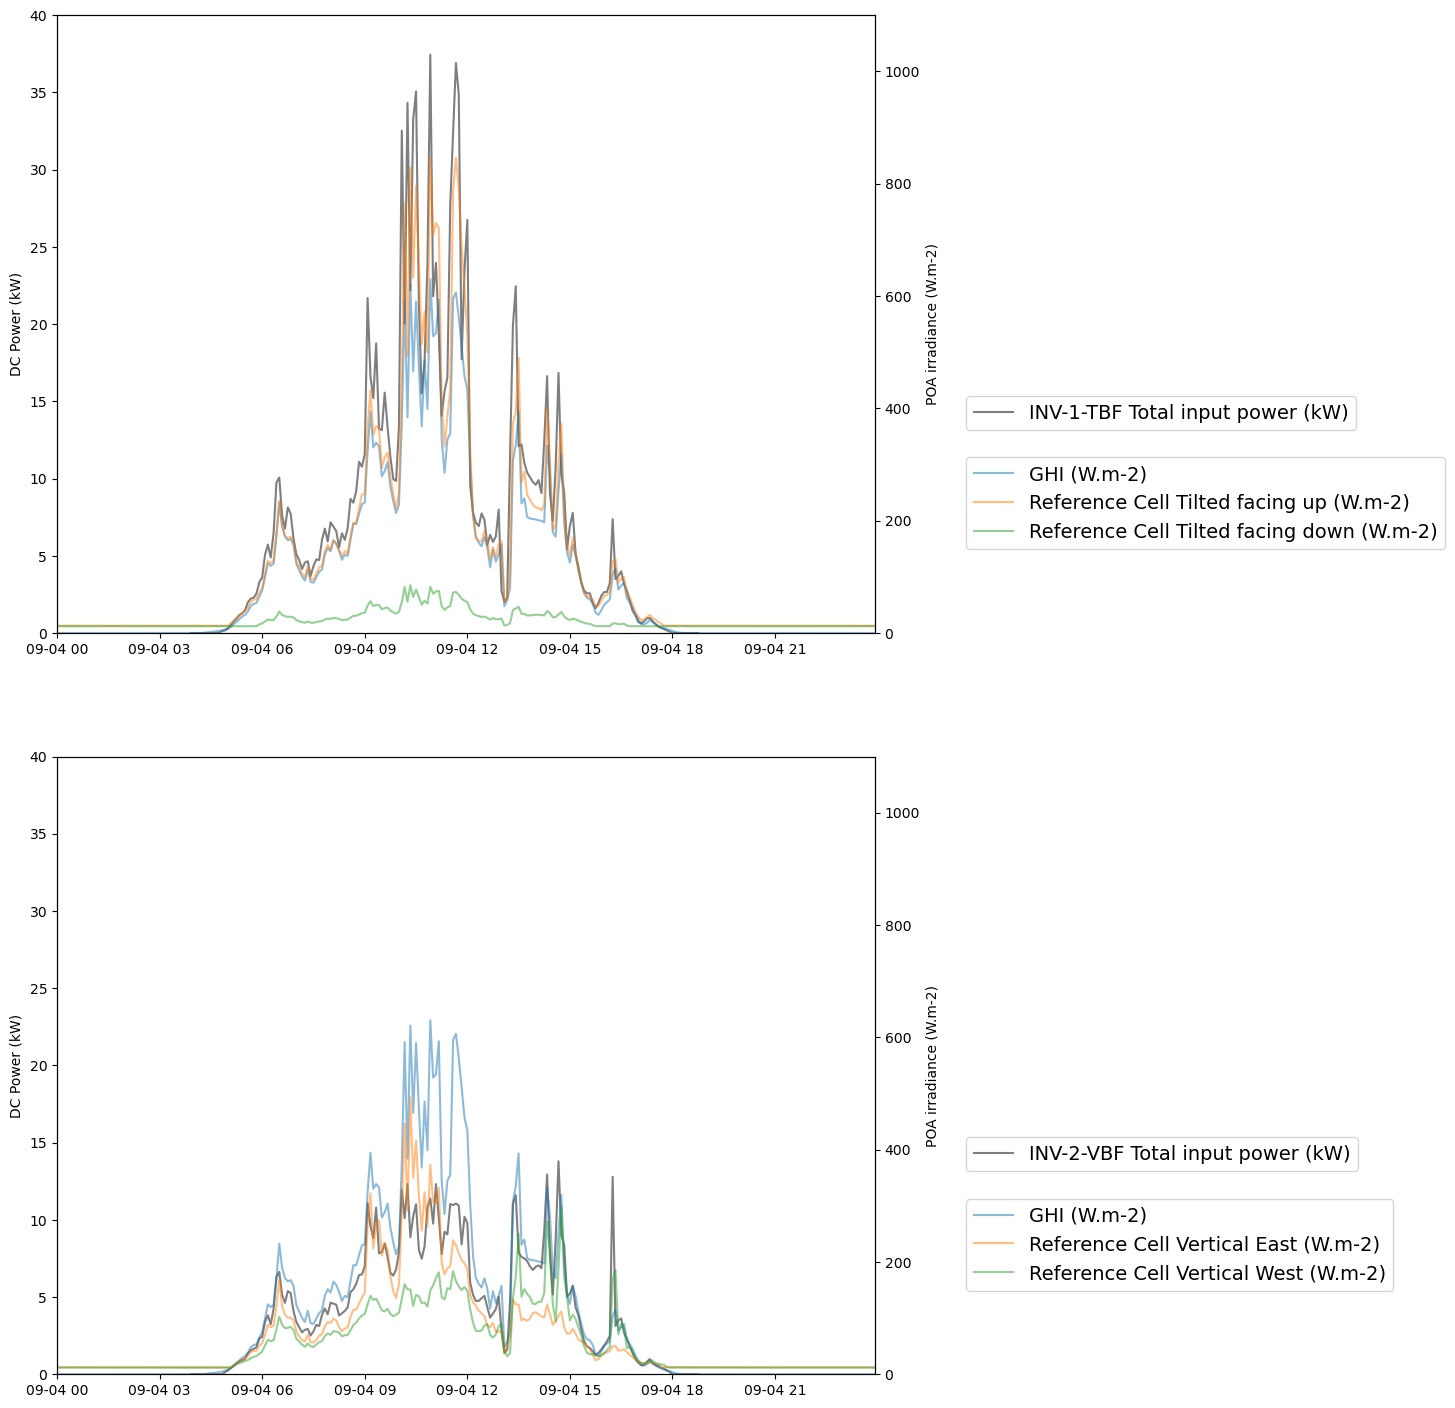 40
35
30
25
20
15
10
5
0
DC Power (kW)
1000
800
600
400
200
0
POA irradiance (W.m-2)
09-04 00 09-04 03 09-04 06 09-04 09 09-04 12 09-04 15 09-04 18 09-04 21
INV-1-TBF Total input power (kW)
GHI (W.m-2)
Reference Cell Tilted facing up (W.m-2)
Reference Cell Tilted facing down (W.m-2)
40
35
30
25
20
15
10
5
0
DC Power (kW)
1000
800
600
400
200
0
POA irradiance (W.m-2)
09-04 00 09-04 03 09-04 06 09-04 09 09-04 12 09-04 15 09-04 18 09-04 21
INV-2-VBF Total input power (kW)
GHI (W.m-2)
Reference Cell Vertical East (W.m-2)
Reference Cell Vertical West (W.m-2)